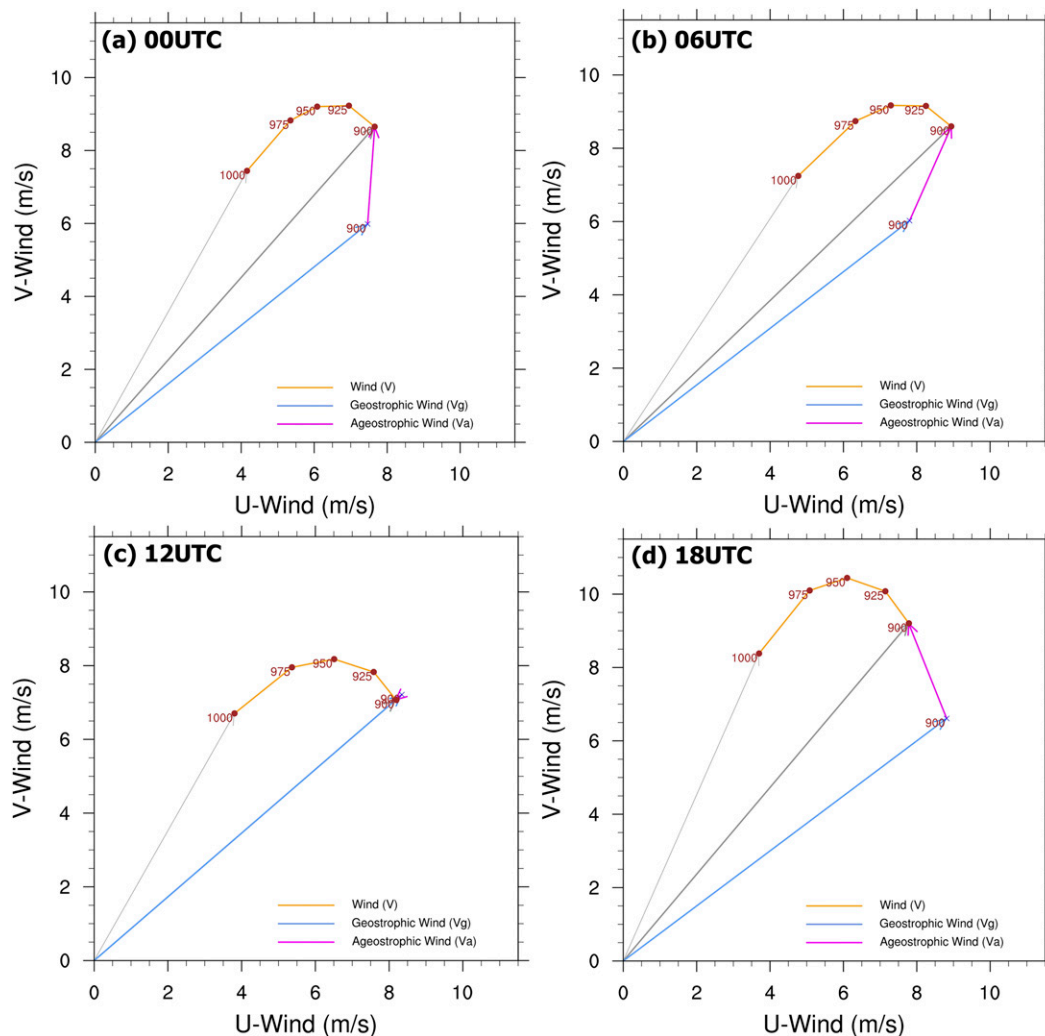 (a) 00UTC
10
8
6
4
2
0
V-Wind (m/s)
950
925
975
900
1000
900
Wind (V)
Geostrophic Wind (Vg)
Ageostrophic Wind (Va)
0 2 4 6 8 10
U-Wind (m/s)
(b) 06UTC
10
8
6
4
2
0
V-Wind (m/s)
950
925
975
900
1000
900
Wind (V)
Geostrophic Wind (Vg)
Ageostrophic Wind (Va)
0 2 4 6 8 10
U-Wind (m/s)
(c) 12UTC
10
8
6
4
2
0
V-Wind (m/s)
950
975
925
900
900
1000
Wind (V)
Geostrophic Wind (Vg)
Ageostrophic Wind (Va)
0 2 4 6 8 10
U-Wind (m/s)
(d) 18UTC
10
8
6
4
2
0
V-Wind (m/s)
950
975
925
900
1000
900
Wind (V)
Geostrophic Wind (Vg)
Ageostrophic Wind (Va)
0 2 4 6 8 10
U-Wind (m/s)